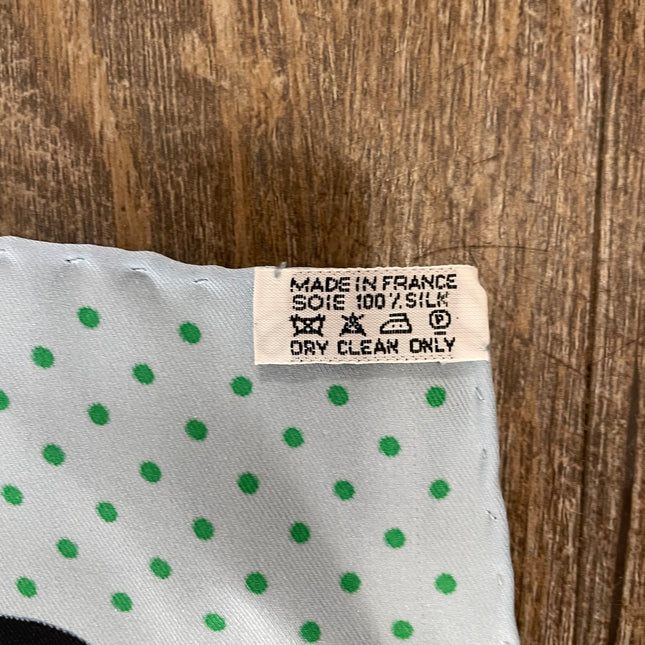 MADE IN FRANCE
SOIE 100% SILK
P
DRY CLEAN ONLY